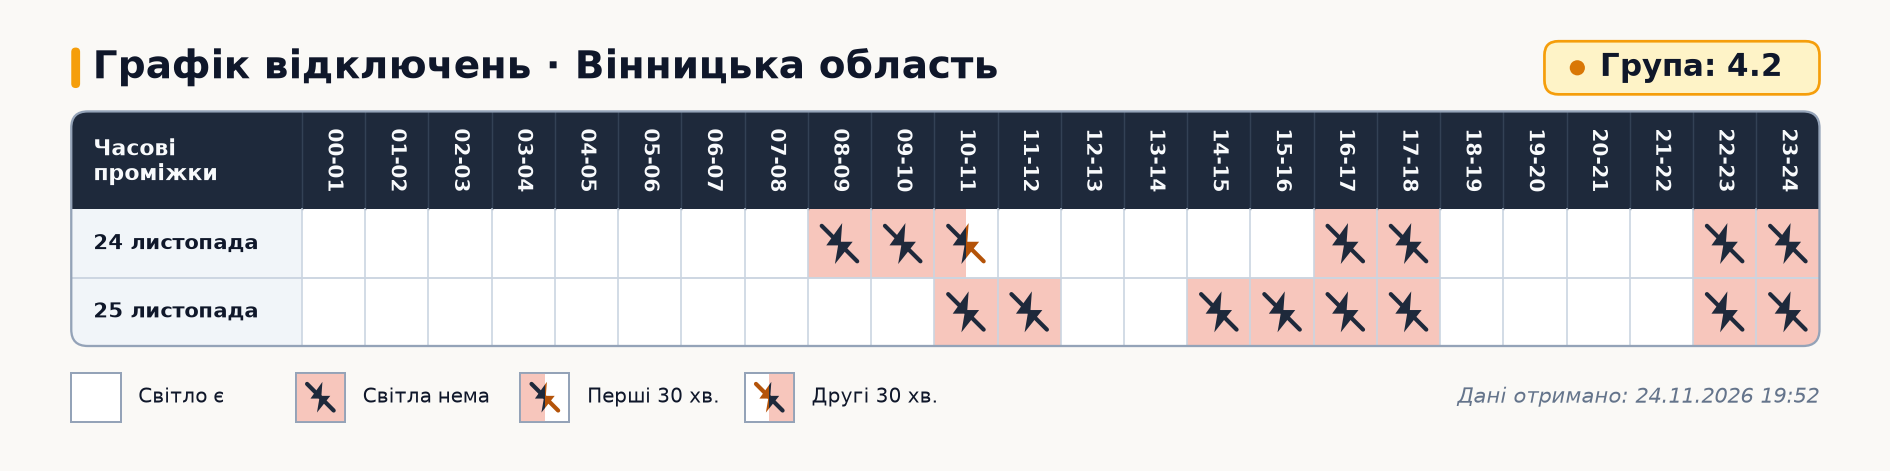 Графік відключень · Вінницька область
Група: 4.2
Часові
проміжки
00-01
01-02
02-03
03-04
04-05
05-06
06-07
07-08
08-09
09-10
10-11
11-12
12-13
13-14
14-15
15-16
16-17
17-18
18-19
19-20
20-21
21-22
22-23
23-24
24 листопада
25 листопада
Світло є
Світла нема
Перші 30 хв.
Другі 30 хв.
Дані отримано: 24.11.2026 19:52